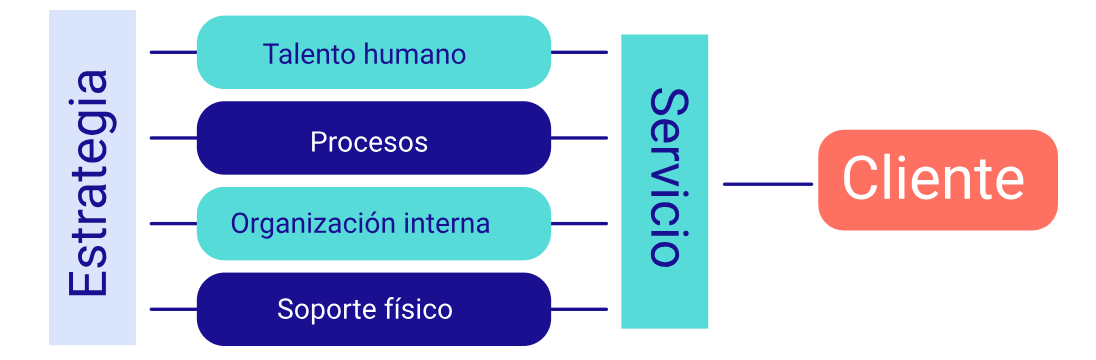 Estrategia
Talento humano
Procesos
Organización interna
Soporte físico
Servicio
Cliente